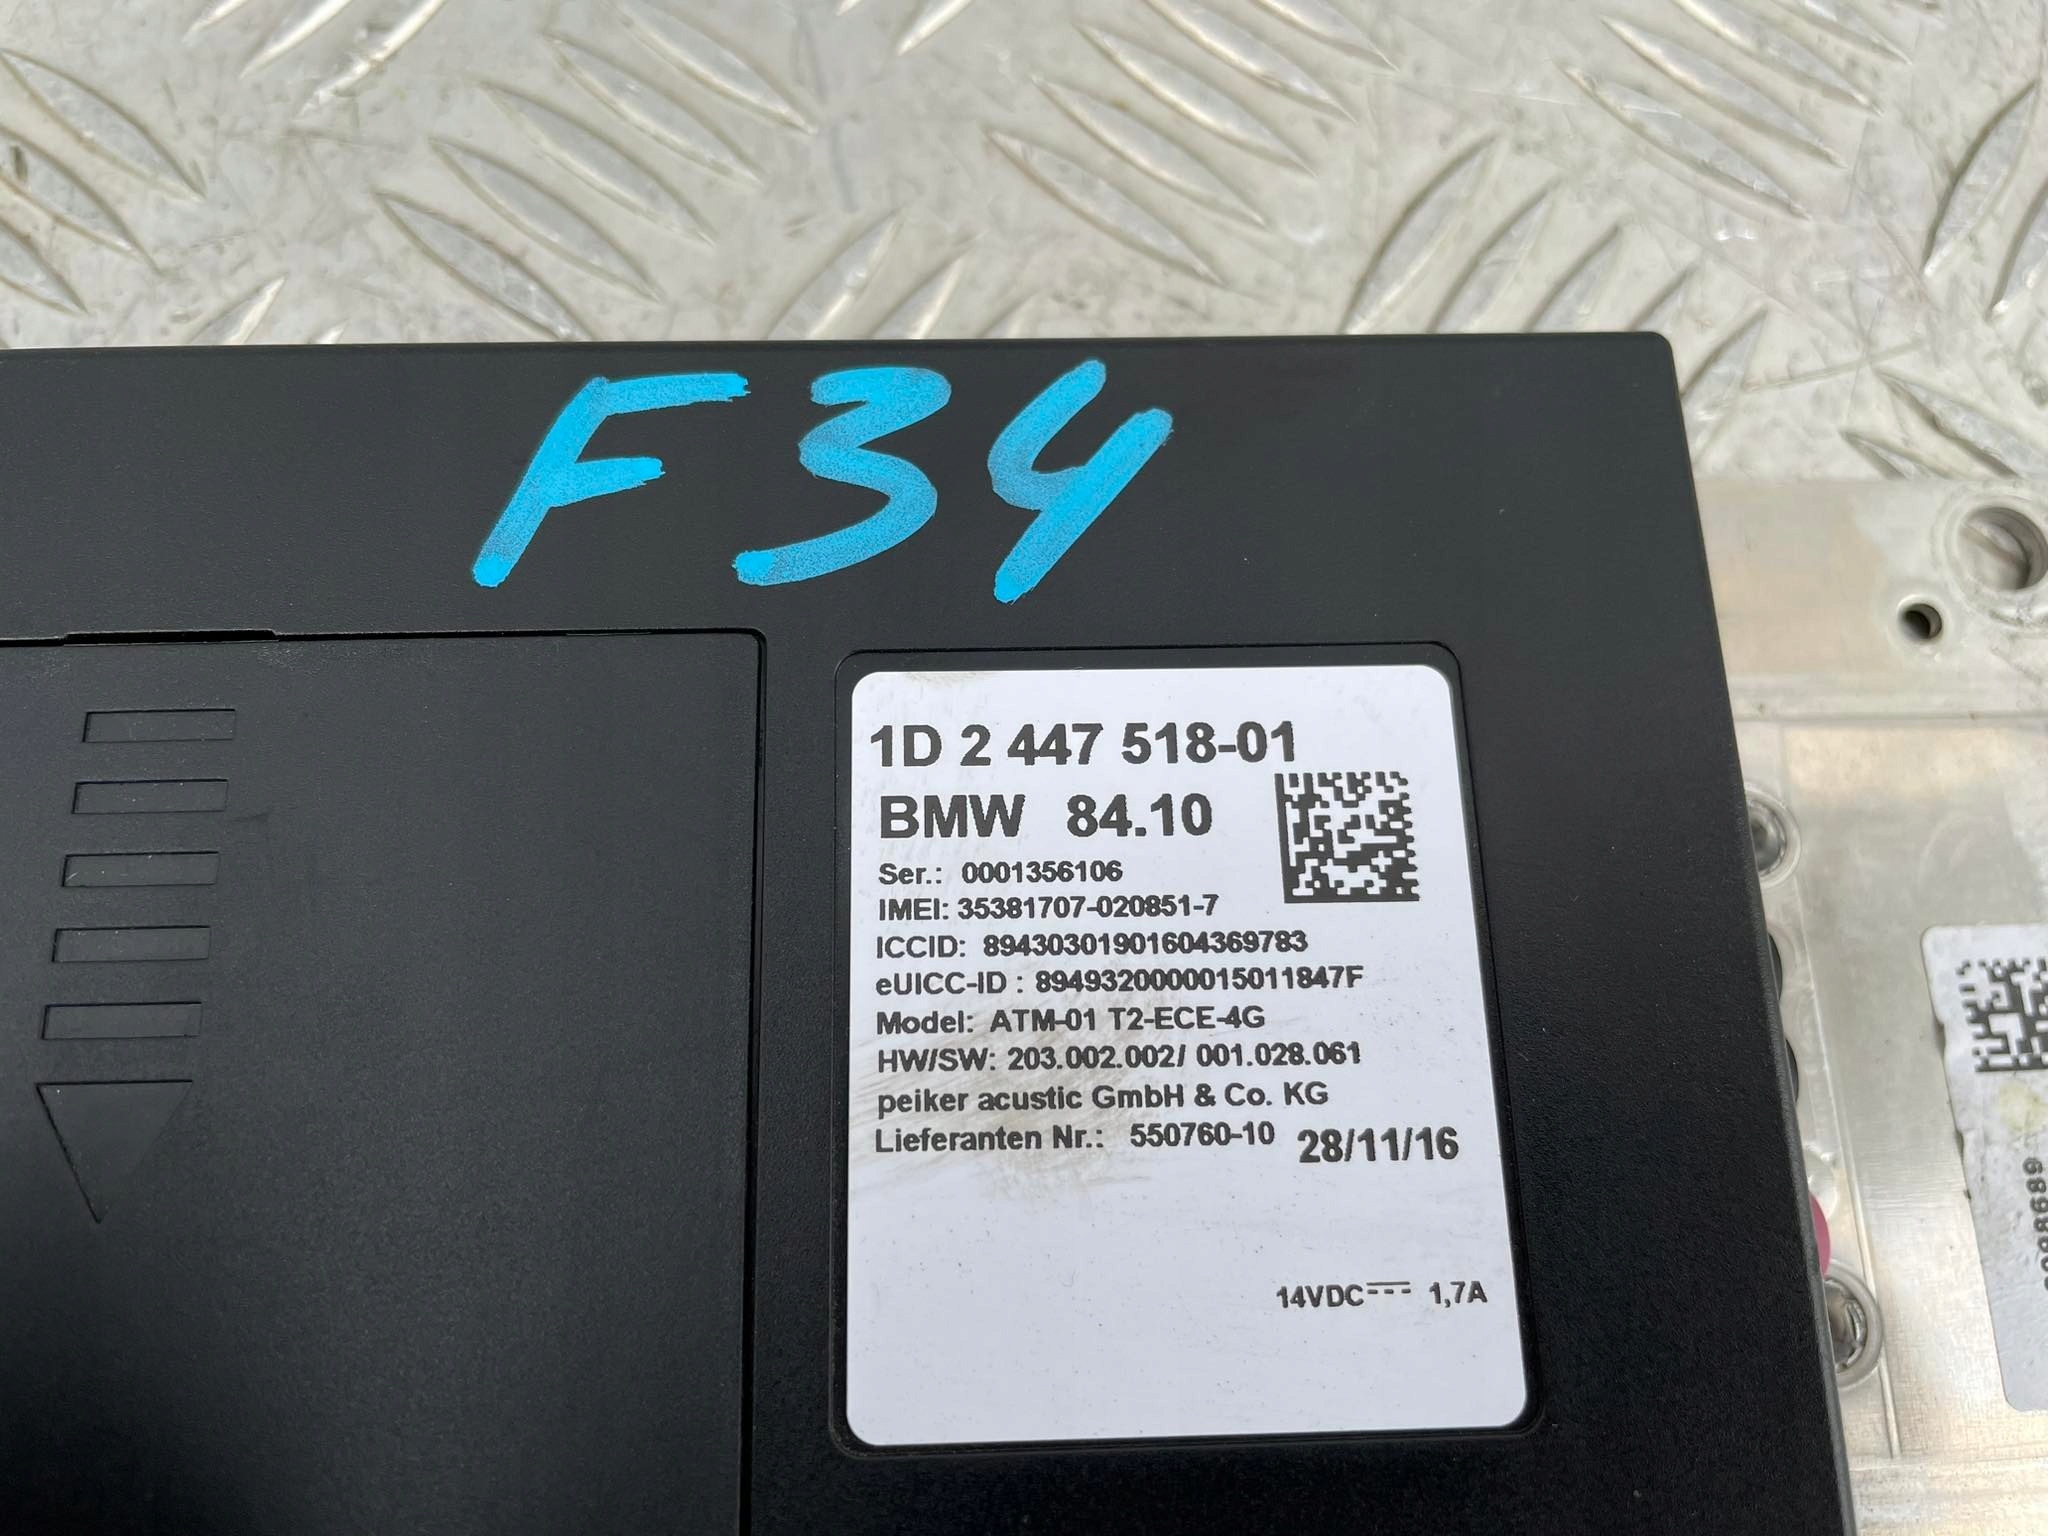 F34
1D 2 447 518-01
BMW 84.10
Ser.: 0001356106
IMEI: 35381707-020851-7
ICCID: 89430301901604369783
eUICC-ID : 8949320000015011847F
Model: ATM-01 T2-ECE-4G
HW/SW: 203.002.002/ 001.028.061
peiker acustic GmbH & Co. KG
Lieferanten Nr.: 550760-10 28/11/16
14VDC 1,7A